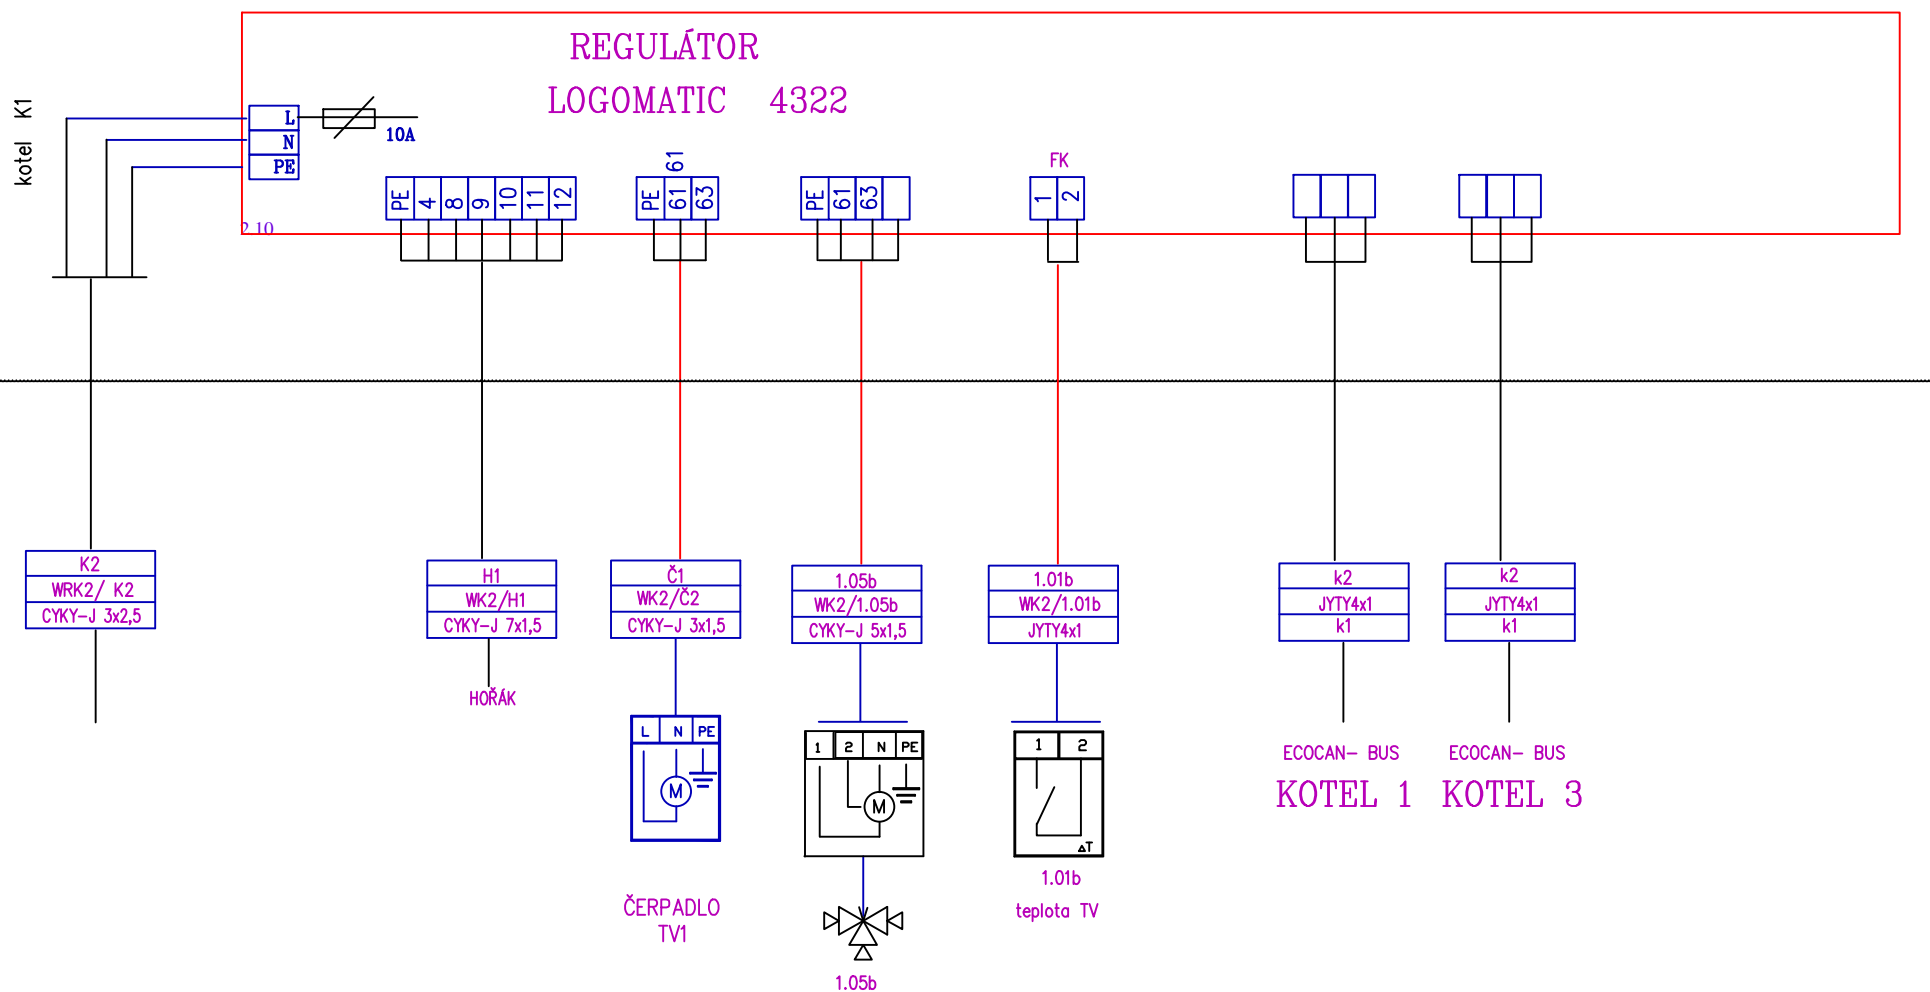 REGULÁTOR
LOGOMATIC 4322
kotel K1
L
N
PE
10A
2.10
PE 4 8 9 10 11 12
61
PE 61 63
PE 61 63
FK
1 2
K2
WRK2/ K2
CYKY-J 3x2,5
H1
WK2/H1
CYKY-J 7x1,5
HOŘÁK
Č1
WK2/Č2
CYKY-J 3x1,5
L N PE
M
ČERPADLO
TV1
1.05b
WK2/1.05b
CYKY-J 5x1,5
1 2 N PE
M
1.05b
1.01b
WK2/1.01b
JYTY4x1
1 2
ΔT
1.01b
teplota TV
k2
JYTY4x1
k1
ECOCAN- BUS
KOTEL 1
k2
JYTY4x1
k1
ECOCAN- BUS
KOTEL 3